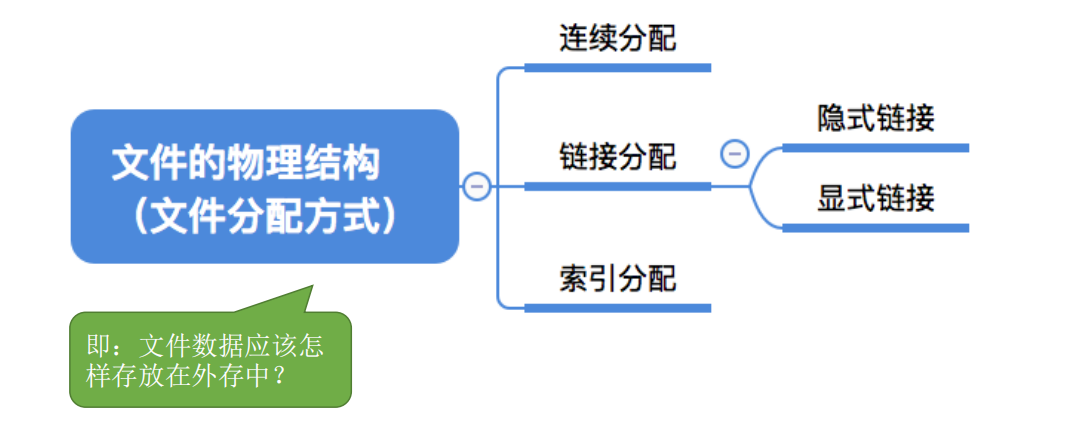 文件的物理结构
（文件分配方式）
连续分配
链接分配
隐式链接
显式链接
索引分配
即：文件数据应该怎
样存放在外存中？